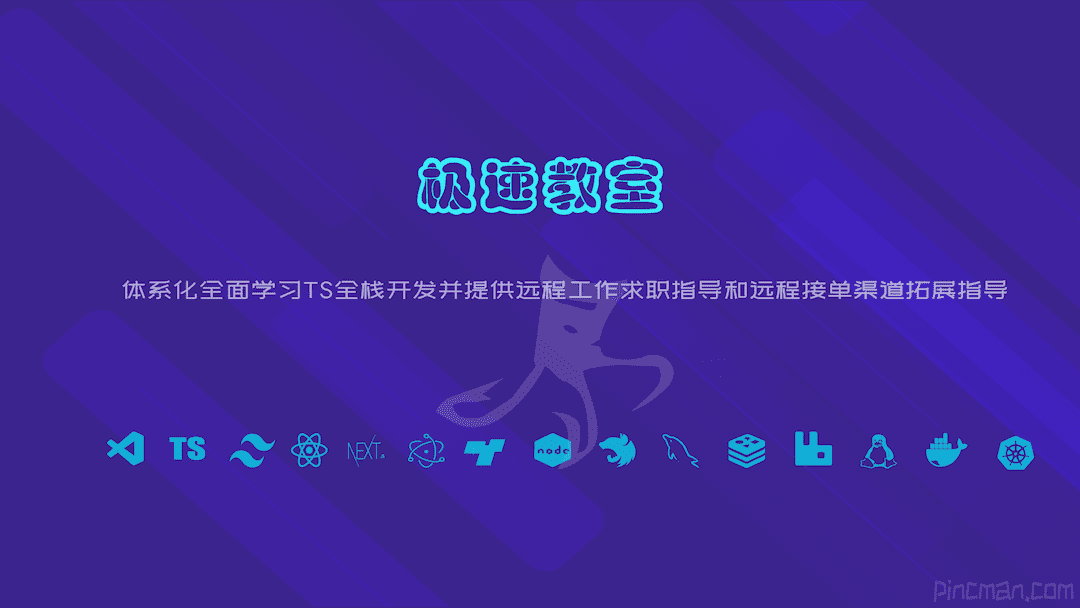 极速教室
体系化全面学习TS全栈开发并提供远程工作求职指导和远程接单渠道拓展指导
TS NEXT.JS node
pincman.com